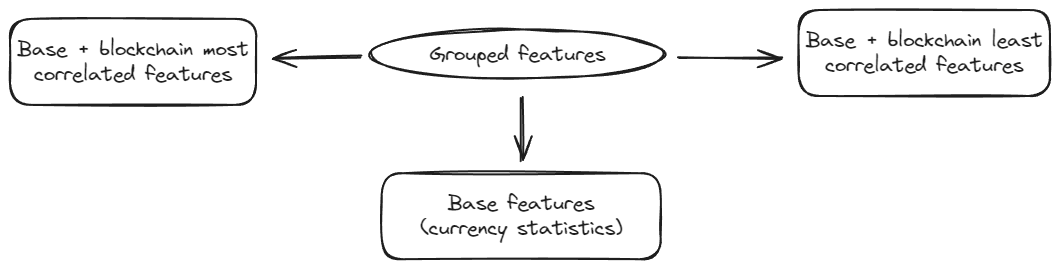 Base + blockchain most
correlated features
Grouped features
Base + blockchain least
correlated features
Base features
(currency statistics)